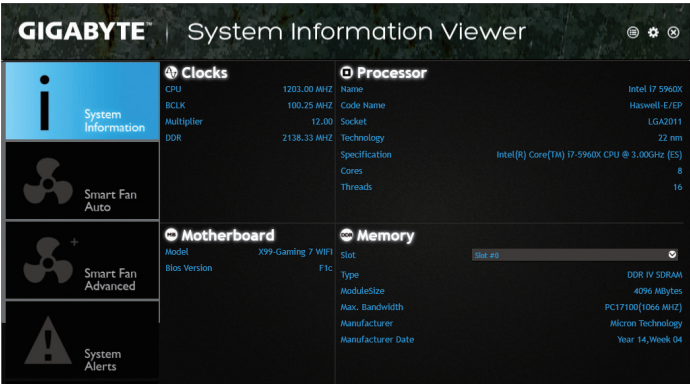 GIGABYTE™ | System Information Viewer
System
Information
Smart Fan
Auto
Smart Fan
Advanced
System
Alerts
Clocks
CPU 1203.00 MHZ
BCLK 100.25 MHZ
Multiplier 12.00
DDR 2138.33 MHZ
Processor
Name Intel i7 5960X
Code Name Haswell-E/EP
Socket LGA2011
Technology 22 nm
Specification Intel(R) Core(TM) i7-5960X CPU @ 3.00GHz (ES)
Cores 8
Threads 16
MB Motherboard
Model X99-Gaming 7 WIFI
Bios Version F1c
DDR Memory
Slot Slot #0
Type DDR IV SDRAM
ModuleSize 4096 MBytes
Max. Bandwidth PC17100(1066 MHZ)
Manufacturer Micron Technology
Manufacturer Date Year 14,Week 04